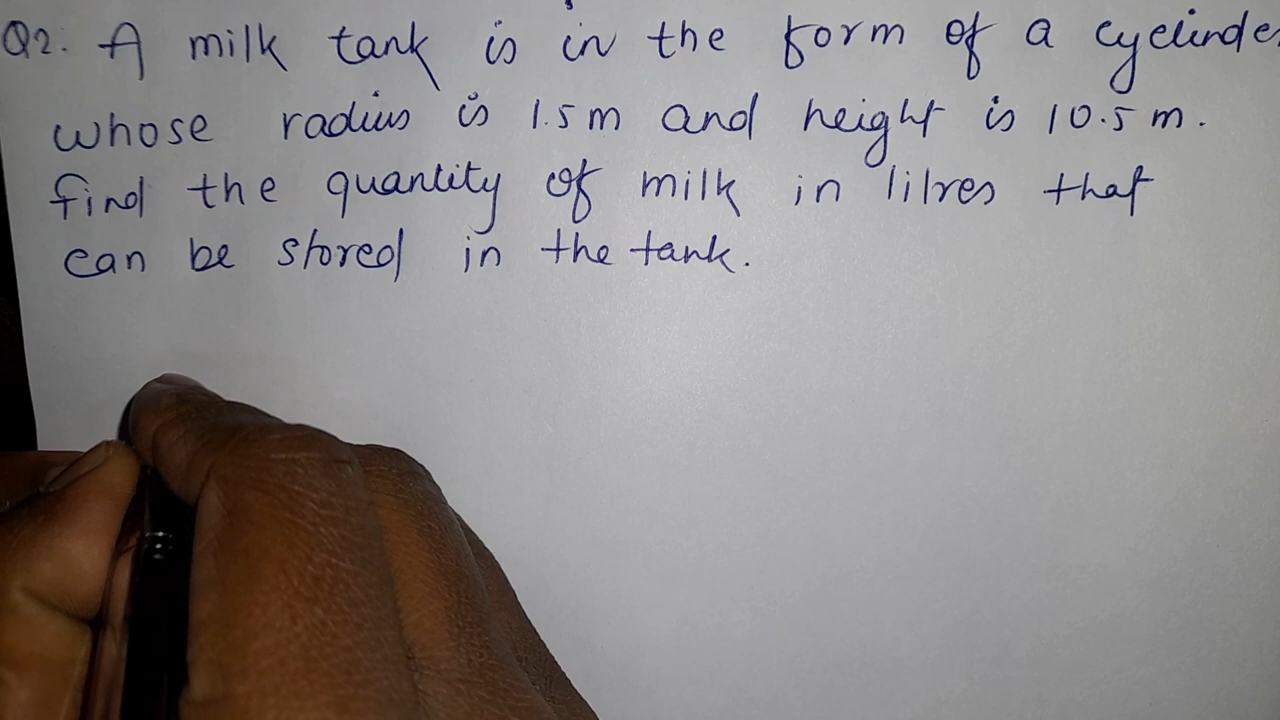 Q2. A milk tank is in the form of a cyclinder
whose radius is 1.5 m and height is 10.5 m.
find the quantity of milk in litres that
can be stored in the tank.